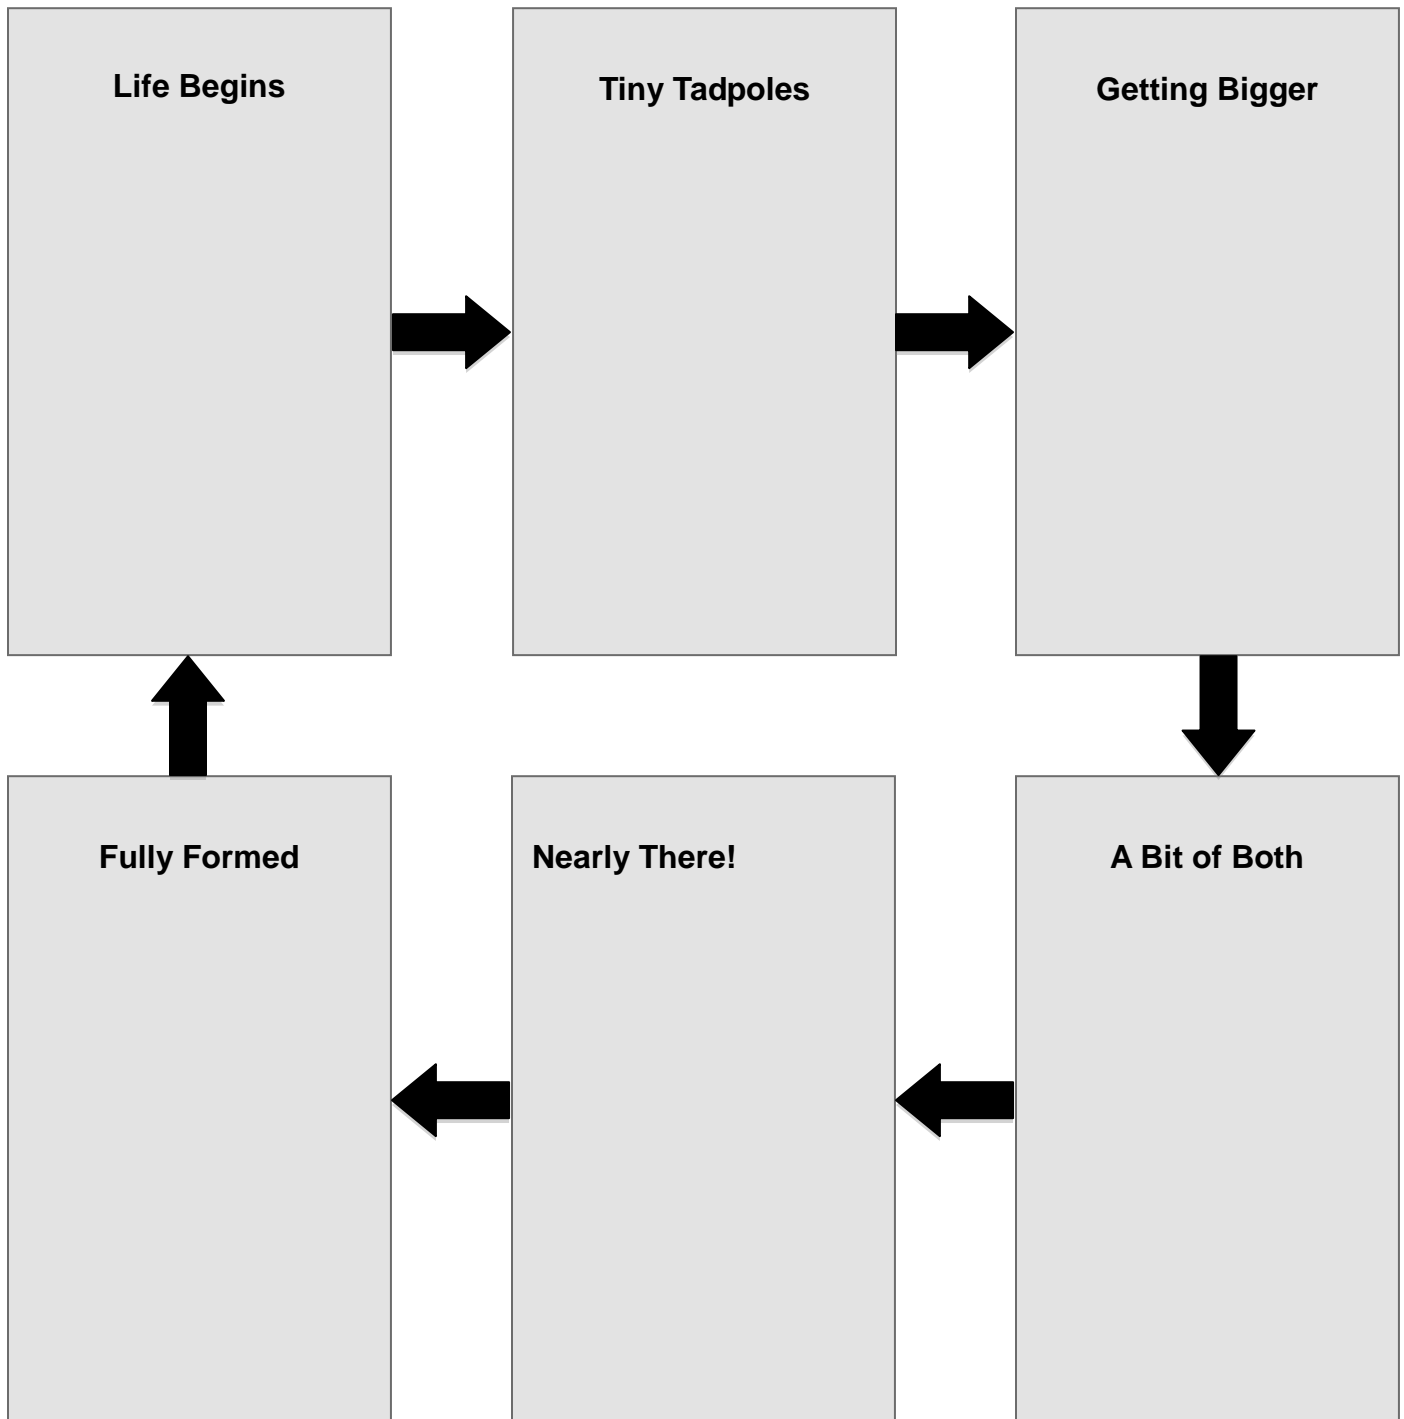 Life Begins
Tiny Tadpoles
Getting Bigger
Fully Formed
Nearly There!
A Bit of Both